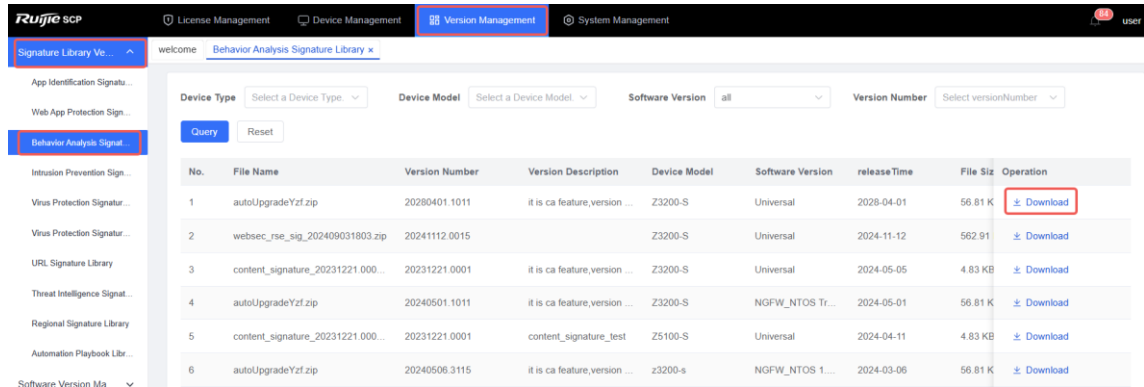 Ruijie SCP License Management Device Management Version Management System Management 84 user
Signature Library Ve... welcome Behavior Analysis Signature Library ×
App Identification Signatu...
Web App Protection Sign...
Behavior Analysis Signat...
Intrusion Prevention Sign...
Virus Protection Signatur...
Virus Protection Signatur...
URL Signature Library
Threat Intelligence Signat...
Regional Signature Library
Automation Playbook Libr...
Software Version Ma
Device Type Select a Device Type. Device Model Select a Device Model. Software Version all Version Number Select versionNumber
Query Reset
No. File Name Version Number Version Description Device Model Software Version releaseTime File Siz Operation
1 autoUpgradeYzf.zip 20280401.1011 it is ca feature,version ... Z3200-S Universal 2028-04-01 56.81 K Download
2 websec_rse_sig_202409031803.zip 20241112.0015 Z3200-S Universal 2024-11-12 562.91 Download
3 content_signature_20231221.000... 20231221.0001 it is ca feature,version ... Z3200-S Universal 2024-05-05 4.83 KB Download
4 autoUpgradeYzf.zip 20240501.1011 it is ca feature,version ... Z3200-S NGFW_NTOS Tr... 2024-05-01 56.81 K Download
5 content_signature_20231221.000... 20231221.0001 content_signature_test Z5100-S Universal 2024-04-11 4.83 KB Download
6 autoUpgradeYzf.zip 20240506.3115 it is ca feature,version ... z3200-s NGFW_NTOS 1.... 2024-03-06 56.81 K Download